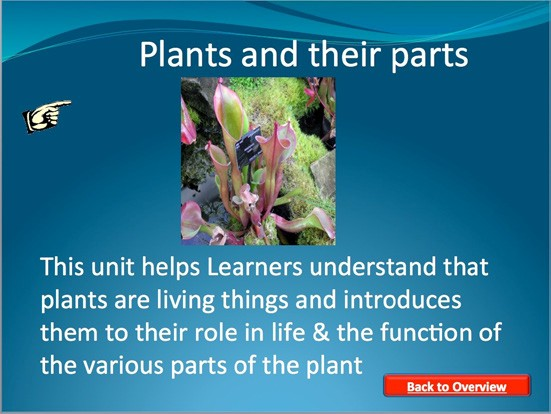 Plants and their parts
This unit helps Learners understand that
plants are living things and introduces
them to their role in life & the function of
the various parts of the plant
Back to Overview